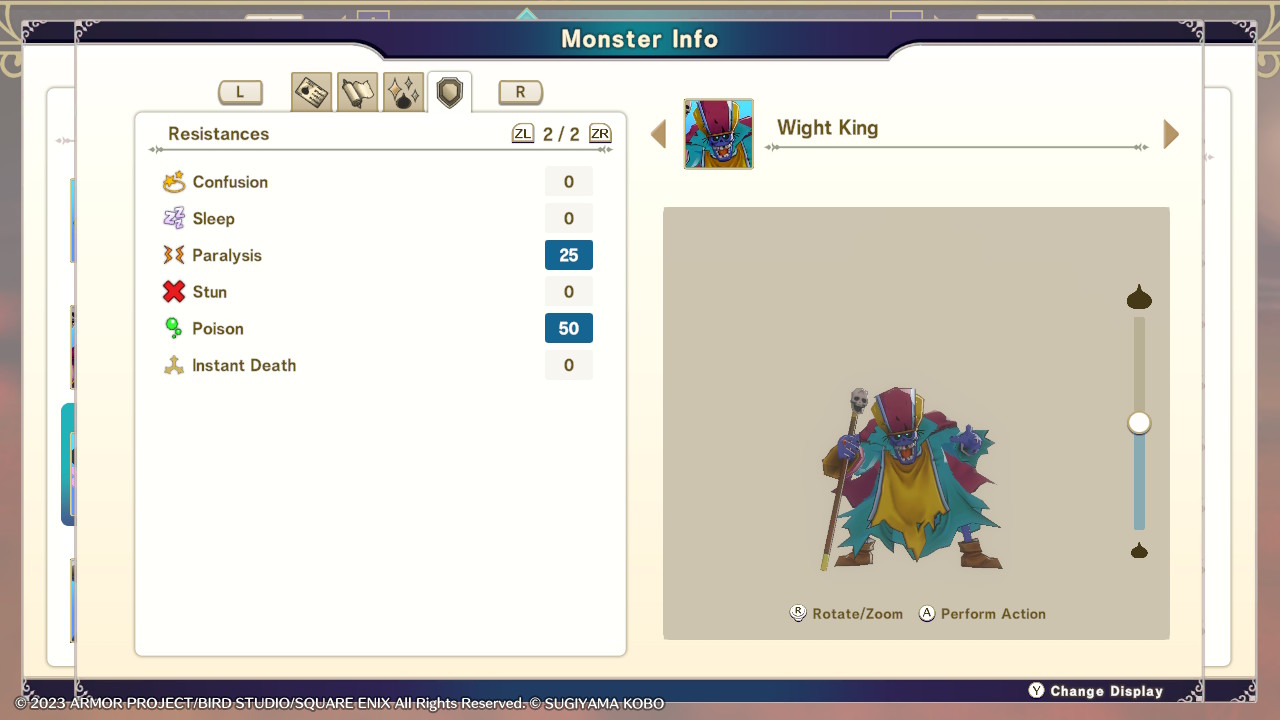 Monster Info
L
R
Resistances
ZL 2 / 2 ZR
Confusion 0
Sleep 0
Paralysis 25
Stun 0
Poison 50
Instant Death 0
Wight King
R Rotate/Zoom A Perform Action
Y Change Display
© 2023 ARMOR PROJECT/BIRD STUDIO/SQUARE ENIX All Rights Reserved. © SUGIYAMA KOBO